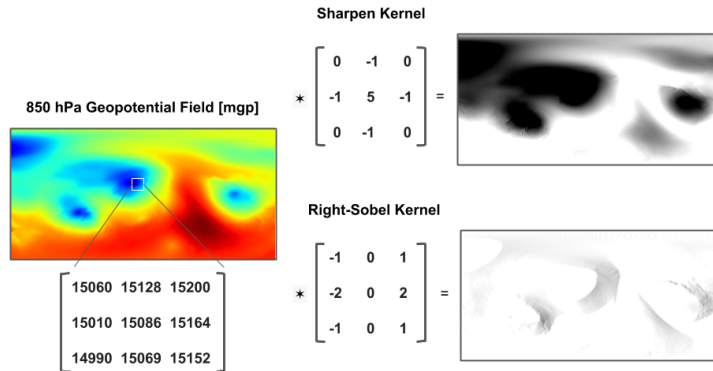 Sharpen Kernel
0 -1 0
✶ -1 5 -1 =
0 -1 0
850 hPa Geopotential Field [mgp]
15060 15128 15200
15010 15086 15164
14990 15069 15152
Right-Sobel Kernel
-1 0 1
✶ -2 0 2 =
-1 0 1